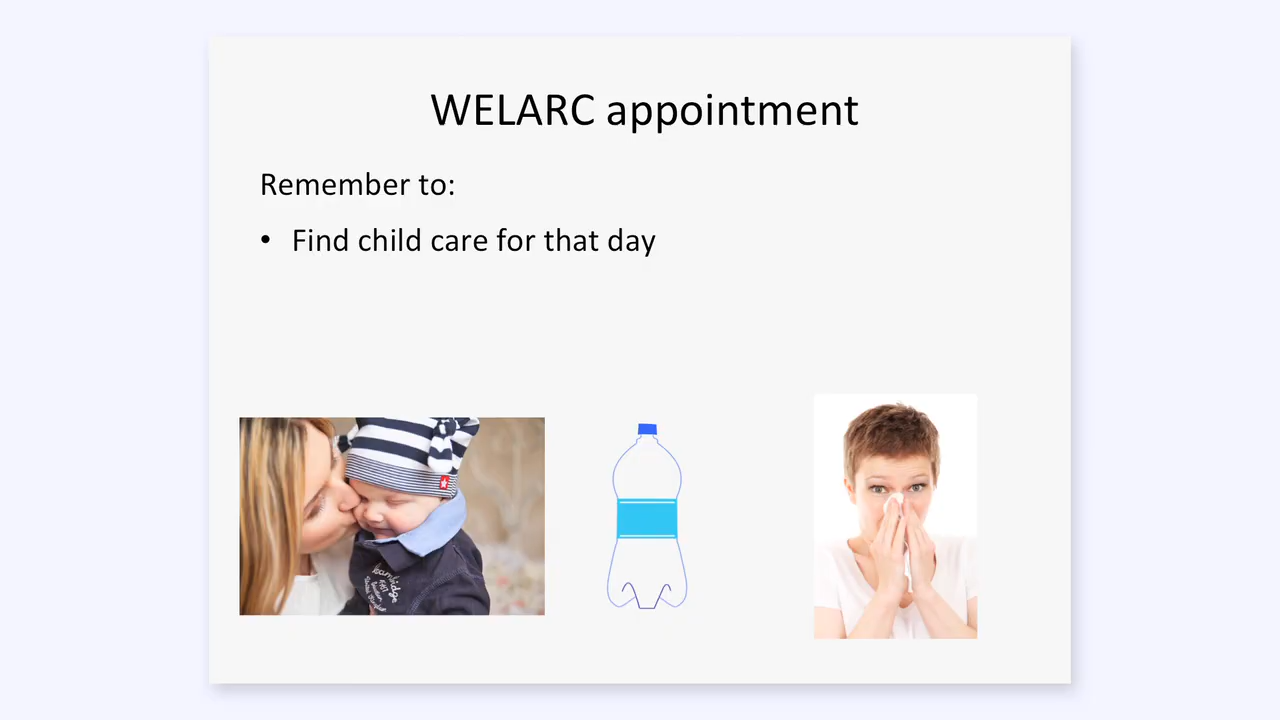 WELARC appointment
Remember to:
• Find child care for that day